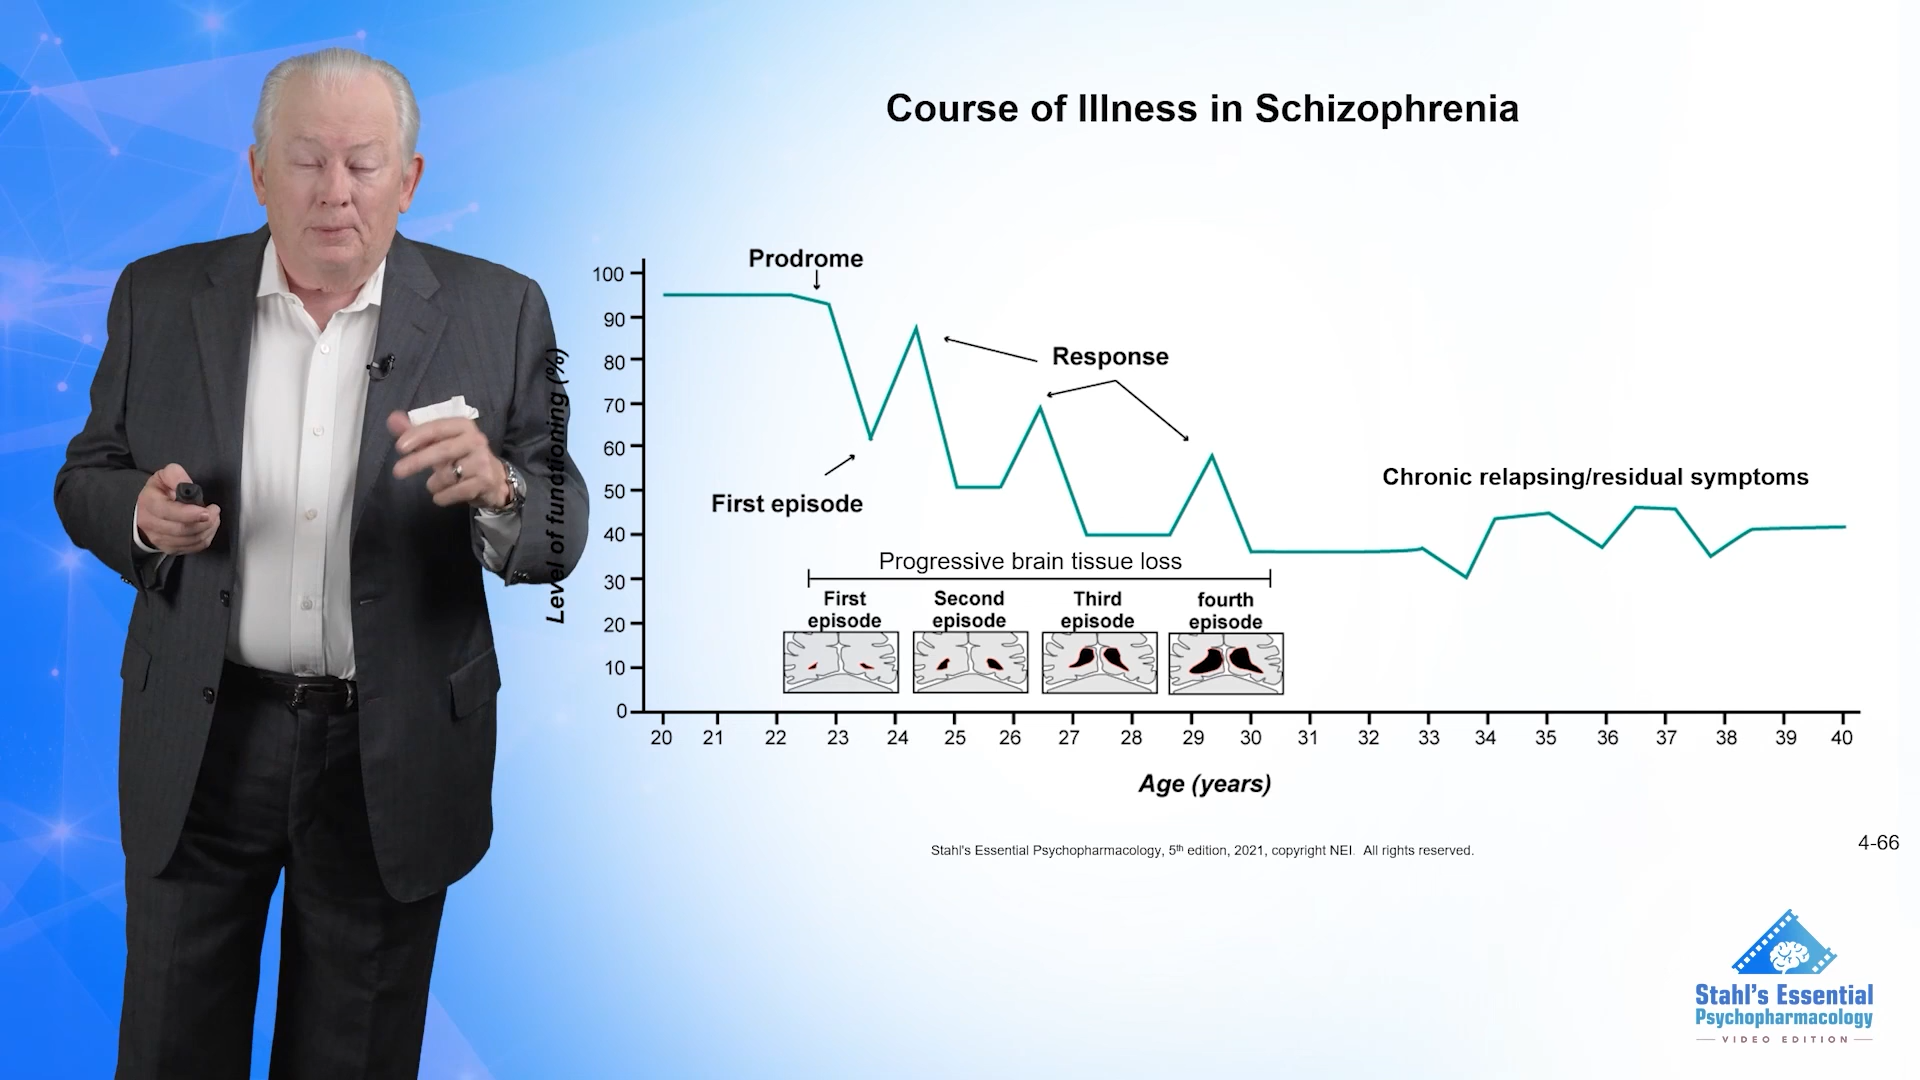 Course of Illness in Schizophrenia
Prodrome
Response
First episode
Chronic relapsing/residual symptoms
Progressive brain tissue loss
First
episode
Second
episode
Third
episode
fourth
episode
Level of functioning (%)
100
90
80
70
60
50
40
30
20
10
0
20 21 22 23 24 25 26 27 28 29 30 31 32 33 34 35 36 37 38 39 40
Age (years)
Stahl's Essential Psychopharmacology, 5th edition, 2021, copyright NEI. All rights reserved.
4-66
Stahl's Essential
Psychopharmacology
VIDEO EDITION